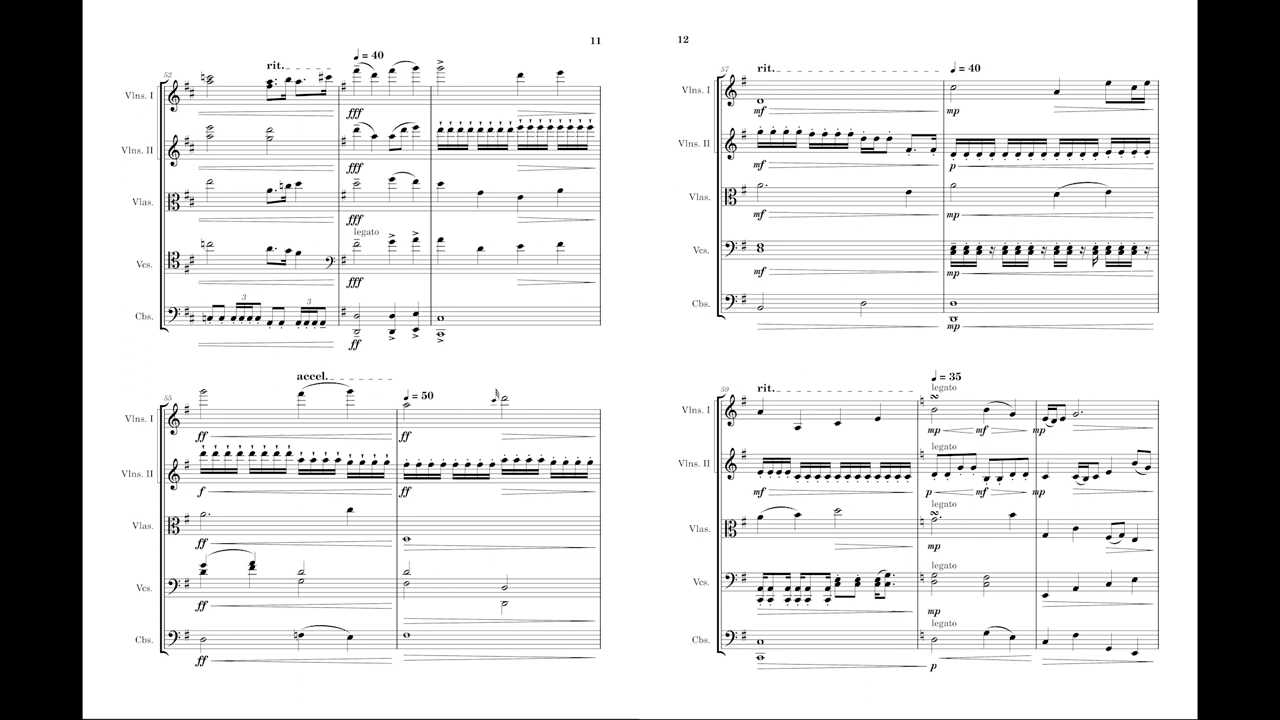 11
52
rit.
♩ = 40
Vlns. I
fff
Vlns. II
fff
Vlas.
fff
legato
Vcs.
fff
3 3
Cbs.
ff
55
accel.
♩ = 50
Vlns. I
ff ff
Vlns. II
f ff
Vlas.
ff
Vcs.
ff
Cbs.
ff
12
57
rit.
♩ = 40
Vlns. I
mf mp
Vlns. II
mf p
Vlas.
mf mp
Vcs.
mf mp
Cbs.
mp
59
rit.
♩ = 35
legato
Vlns. I
mp mf mp
legato
Vlns. II
mf p mf mp
legato
Vlas.
mp
legato
Vcs.
mp
legato
Cbs.
p